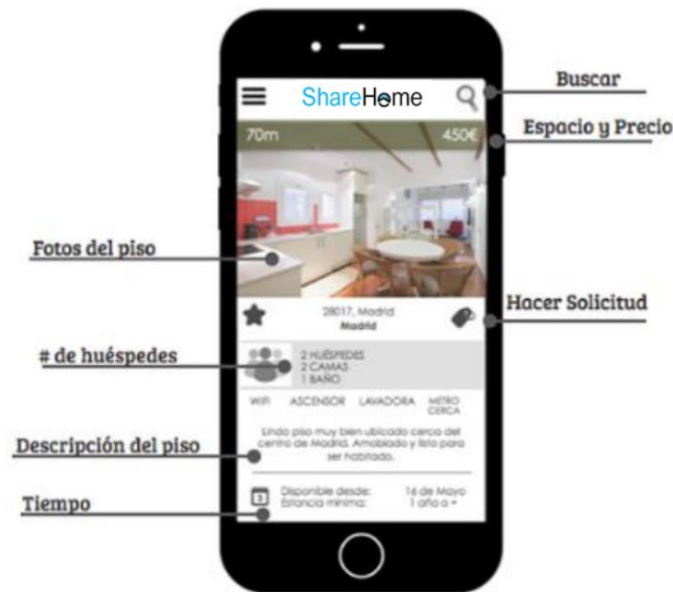 Buscar
ShareHome
Espacio y Precio
70m 450€
Fotos del piso
Hacer Solicitud
28017, Madrid
Madrid
# de huéspedes
2 HUÉSPEDES
2 CAMAS
1 BAÑO
WIFI ASCENSOR LAVADORA METRO
CERCA
Descripción del piso
Lindo piso muy bien ubicado cerca del
centro de Madrid. Amoblado y listo para
ser habitado.
Tiempo
Disponible desde: 16 de Mayo
Estancia mínima: 1 año o +